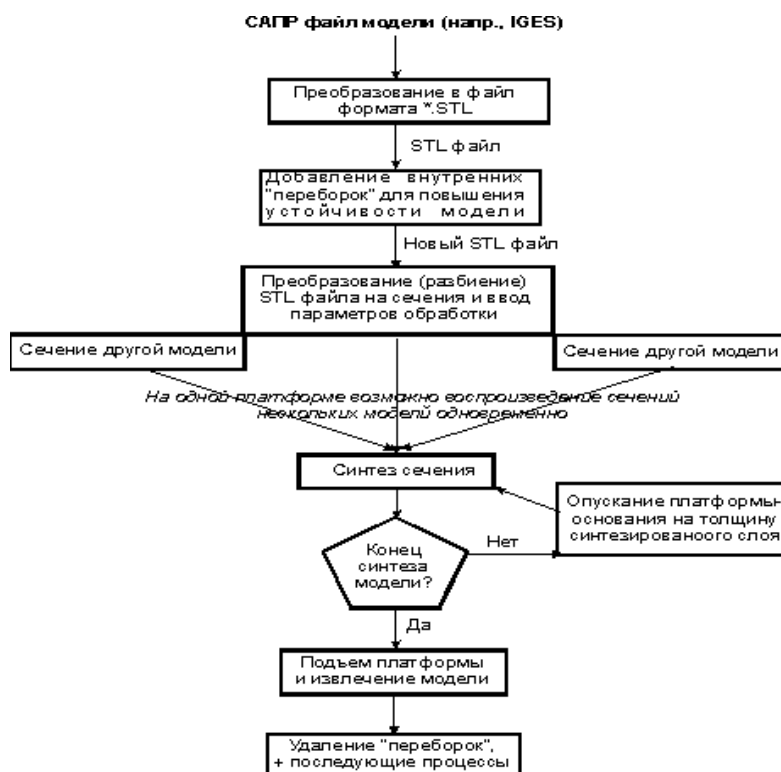 САПР файл модели (напр., IGES)
Преобразование в файл
формата *.STL
STL файл
Добавление внутренних
"переборок" для повышения
устойчивости модели
Новый STL файл
Преобразование (разбиение)
STL файла на сечения и ввод
параметров обработки
Сечение другой модели
Сечение другой модели
На одной платформе возможно воспроизведение сечений
нескольких модлей одновременно
Синтез сечения
Опускание платформы-
основания на толщину
синтезированоого слоя
Конец
синтеза
модели?
Нет
Да
Подъем платформы
и извлечение модели
Удаление "переборок",
+ последующие процессы